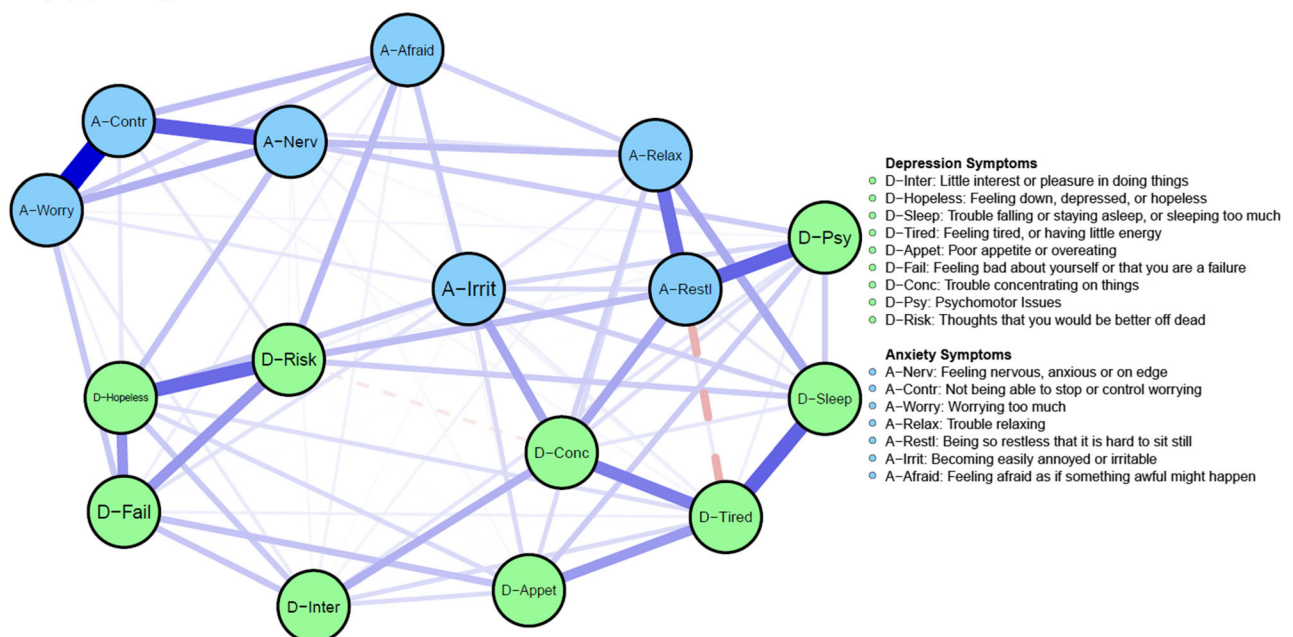 A−Afraid
A−Contr
A−Nerv
A−Relax
A−Worry
D−Psy
A−Irrit
A−Restl
D−Risk
D−Hopeless
D−Sleep
D−Conc
D−Fail
D−Tired
D−Appet
D−Inter
Depression Symptoms
D−Inter: Little interest or pleasure in doing things
D−Hopeless: Feeling down, depressed, or hopeless
D−Sleep: Trouble falling or staying asleep, or sleeping too much
D−Tired: Feeling tired, or having little energy
D−Appet: Poor appetite or overeating
D−Fail: Feeling bad about yourself or that you are a failure
D−Conc: Trouble concentrating on things
D−Psy: Psychomotor Issues
D−Risk: Thoughts that you would be better off dead
Anxiety Symptoms
A−Nerv: Feeling nervous, anxious or on edge
A−Contr: Not being able to stop or control worrying
A−Worry: Worrying too much
A−Relax: Trouble relaxing
A−Restl: Being so restless that it is hard to sit still
A−Irrit: Becoming easily annoyed or irritable
A−Afraid: Feeling afraid as if something awful might happen